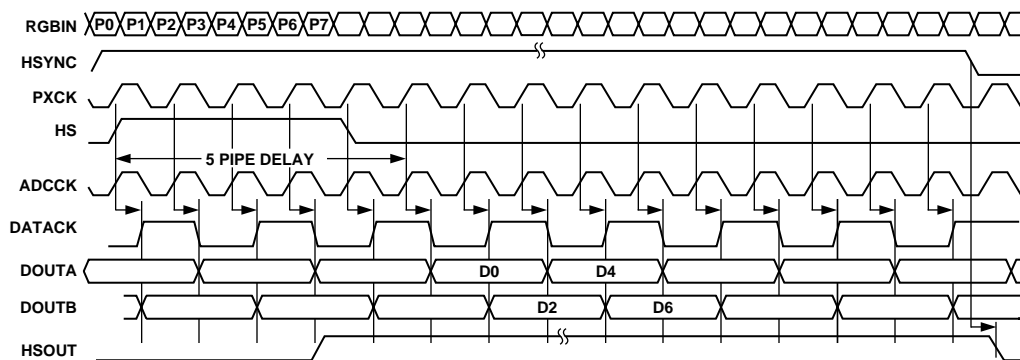 RGBIN P0 P1 P2 P3 P4 P5 P6 P7
HSYNC
PXCK
HS
5 PIPE DELAY
ADCCK
DATACK
DOUTA D0 D4
DOUTB D2 D6
HSOUT